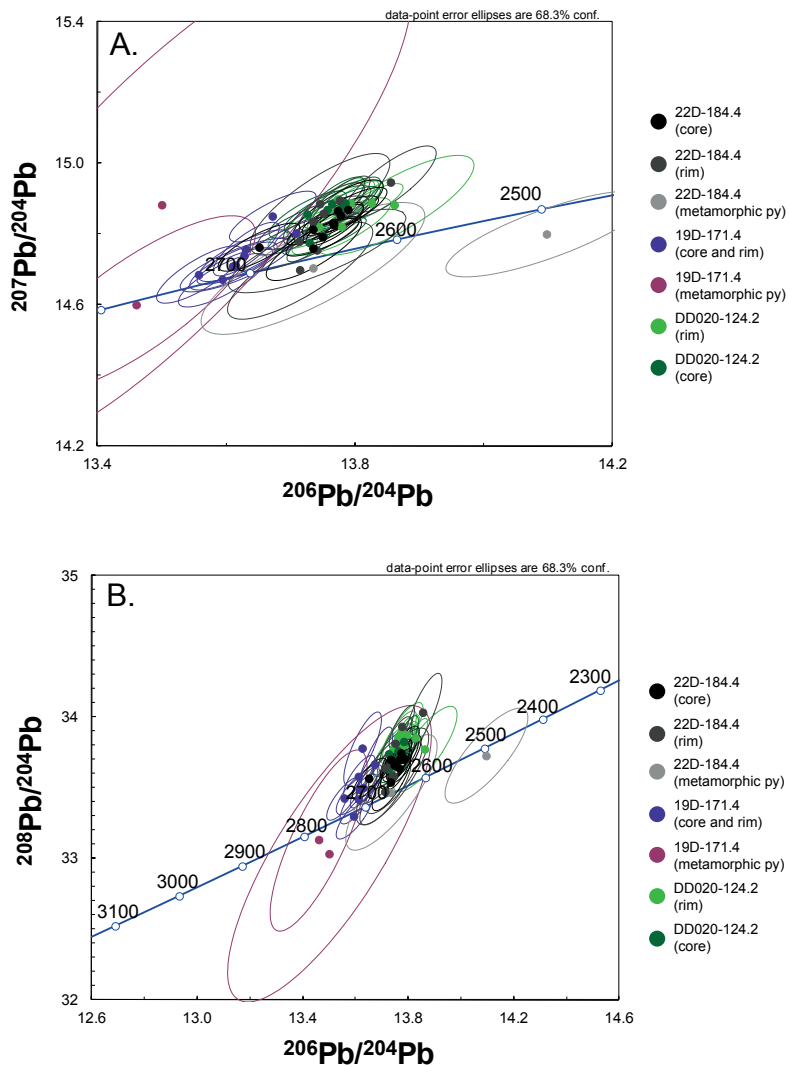 data-point error ellipses are 68.3% conf.
A.
15.4
15.0
14.6
14.2
207Pb/204Pb
2700
2600
2500
13.4 13.6 13.8 14 14.2
206Pb/204Pb
22D-184.4
(core)
22D-184.4
(rim)
22D-184.4
(metamorphic py)
19D-171.4
(core and rim)
19D-171.4
(metamorphic py)
DD020-124.2
(rim)
DD020-124.2
(core)
data-point error ellipses are 68.3% conf.
B.
35
34
33
32
208Pb/204Pb
3100
3000
2900
2800
2700
2600
2500
2400
2300
12.6 13.0 13.4 13.8 14.2 14.6
206Pb/204Pb
22D-184.4
(core)
22D-184.4
(rim)
22D-184.4
(metamorphic py)
19D-171.4
(core and rim)
19D-171.4
(metamorphic py)
DD020-124.2
(rim)
DD020-124.2
(core)